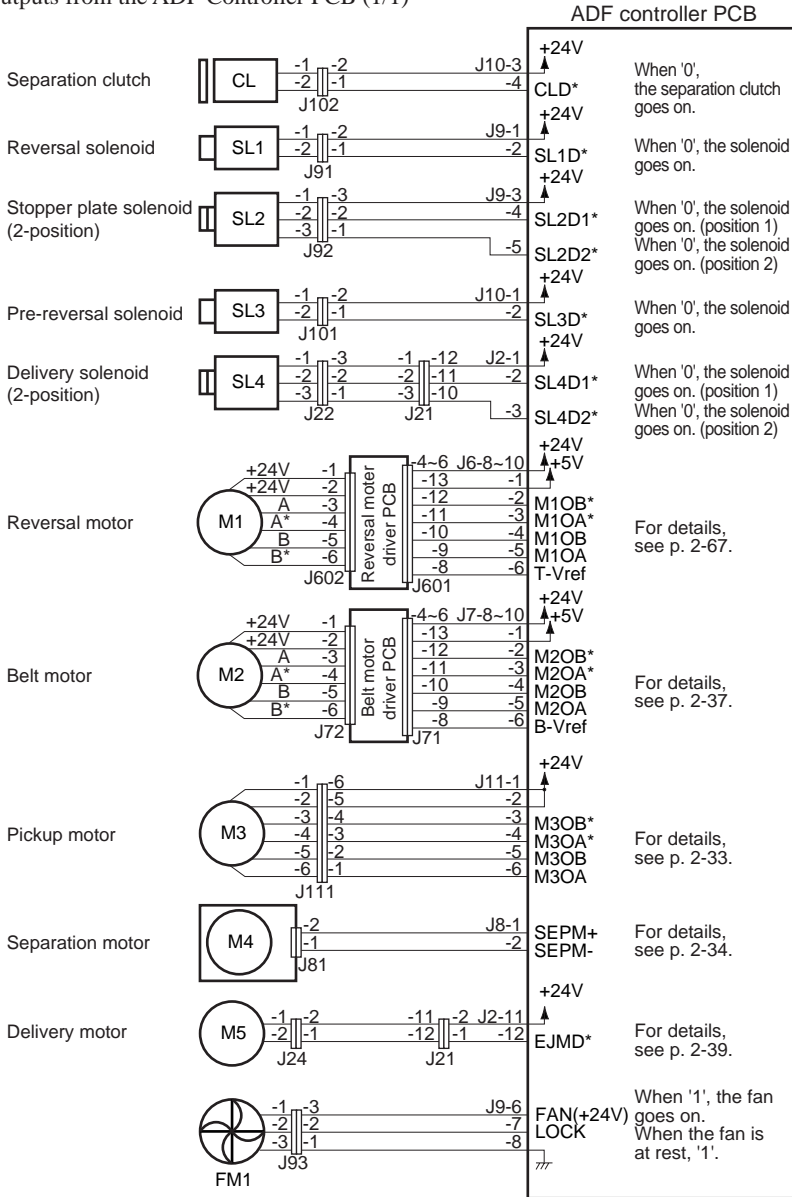 utputs from the ADF Controller PCB (1/1)
ADF controller PCB
+24V
Separation clutch
CL
-1 -2
-2 -1
J102
J10-3
-4
CLD*
When '0',
the separation clutch
goes on.
+24V
Reversal solenoid
SL1
-1 -2
-2 -1
J91
J9-1
-2
SL1D*
When '0', the solenoid
goes on.
+24V
Stopper plate solenoid
(2-position)
SL2
-1 -3
-2 -2
-3 -1
J92
J9-3
-4
-5
SL2D1*
SL2D2*
When '0', the solenoid
goes on. (position 1)
When '0', the solenoid
goes on. (position 2)
+24V
Pre-reversal solenoid
SL3
-1 -2
-2 -1
J101
J10-1
-2
SL3D*
When '0', the solenoid
goes on.
+24V
Delivery solenoid
(2-position)
SL4
-1 -3
-2 -2
-3 -1
J22
-1 -12
-2 -11
-3 -10
J21
J2-1
-2
-3
SL4D1*
SL4D2*
When '0', the solenoid
goes on. (position 1)
When '0', the solenoid
goes on. (position 2)
+24V
+5V
Reversal motor
M1
+24V -1
+24V -2
A -3
A* -4
B -5
B* -6
J602
Reversal moter
driver PCB
-4~6 J6-8~10
-13 -1
-12 -2 M1OB*
-11 -3 M1OA*
-10 -4 M1OB
-9 -5 M1OA
-8 -6 T-Vref
J601
For details,
see p. 2-67.
+24V
+5V
Belt motor
M2
+24V -1
+24V -2
A -3
A* -4
B -5
B* -6
J72
Belt motor
driver PCB
-4~6 J7-8~10
-13 -1
-12 -2 M2OB*
-11 -3 M2OA*
-10 -4 M2OB
-9 -5 M2OA
-8 -6 B-Vref
J71
For details,
see p. 2-37.
+24V
Pickup motor
M3
-1 -6 J11-1
-2 -5 -2
-3 -4 -3 M3OB*
-4 -3 -4 M3OA*
-5 -2 -5 M3OB
-6 -1 -6 M3OA
J111
For details,
see p. 2-33.
Separation motor
M4
-2 J8-1 SEPM+
-1 -2 SEPM-
J81
For details,
see p. 2-34.
+24V
Delivery motor
M5
-1 -2
-2 -1
J24
-11 -2 J2-11
-12 -1 -12 EJMD*
J21
For details,
see p. 2-39.
-1 -3 J9-6 FAN(+24V)
-2 -2 -7 LOCK
-3 -1 -8
J93
FM1
When '1', the fan
goes on.
When the fan is
at rest, '1'.